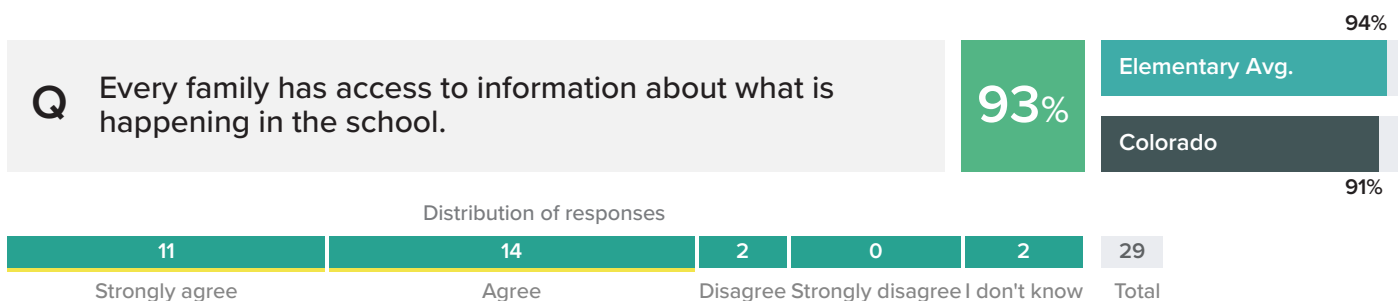 94%
Q
Every family has access to information about what is
happening in the school.
93%
Elementary Avg.
Colorado
91%
Distribution of responses
11 14 2 0 2 29
Strongly agree Agree Disagree Strongly disagree I don't know Total